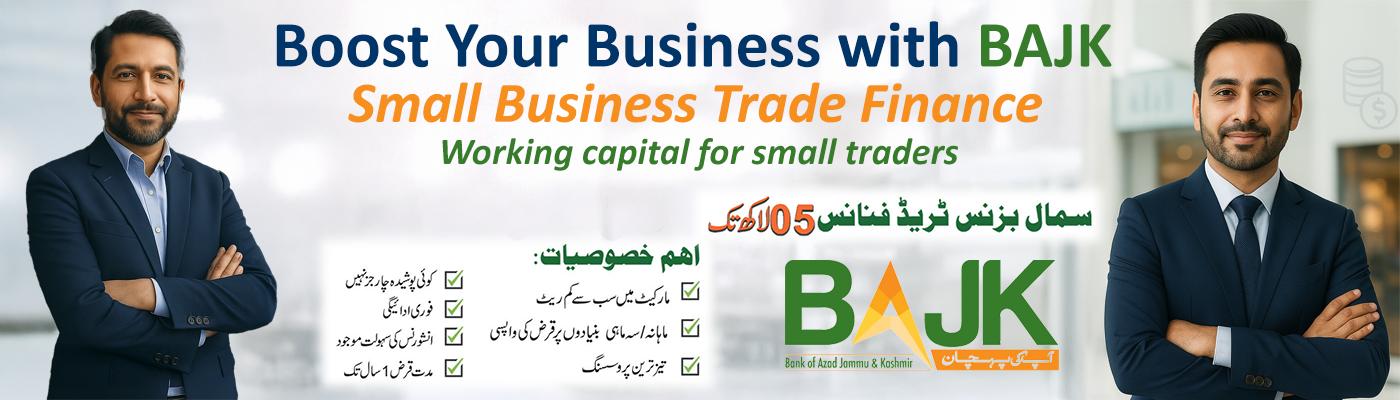 Boost Your Business with BAJK
Small Business Trade Finance
Working capital for small traders
سمال بزنس ٹریڈ فنانس 05 لاکھ تک
اہم خصوصیات:
مارکیٹ میں سب سے کم ریٹ
ماہانہ/سہ ماہی بنیادوں پر قرض کی واپسی
تیز ترین پروسسنگ
کوئی پوشیدہ چارجز نہیں
فوری ادائیگی
انشورنس کی سہولت موجود
مدت قرض 1 سال تک
BAJK
Bank of Azad Jammu & Kashmir
آپ کی پہچان